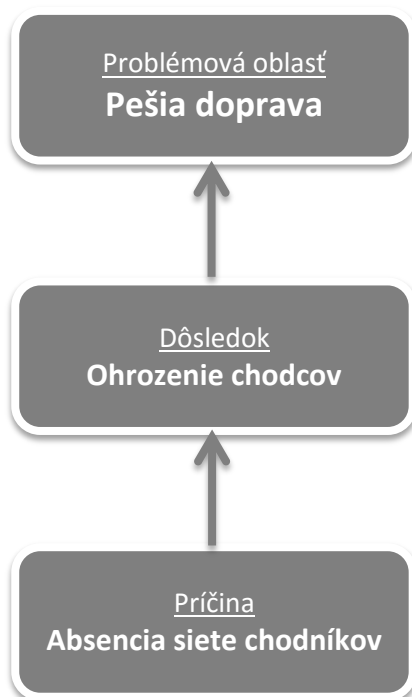 Problémová oblasť
Pešia doprava
Dôsledok
Ohrozenie chodcov
Príčina
Absencia siete chodníkov